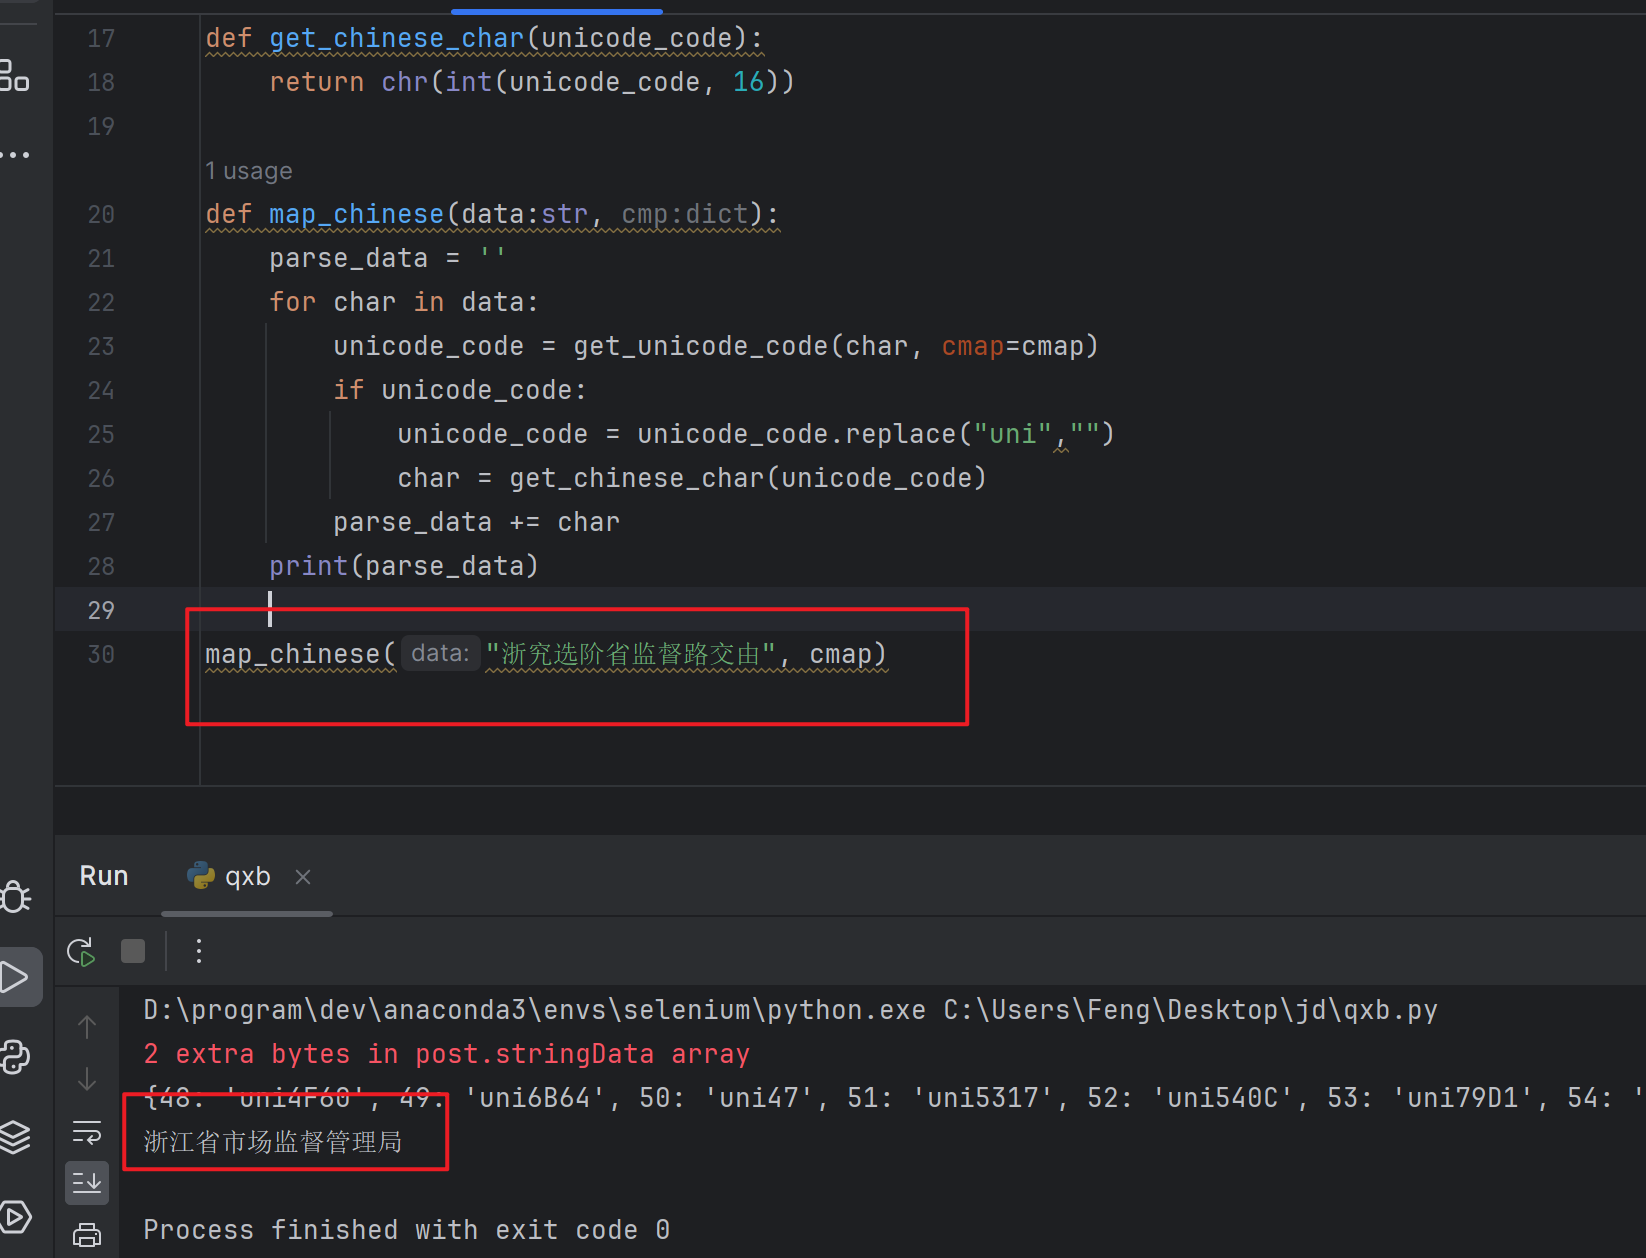 17 def get_chinese_char(unicode_code):
18 return chr(int(unicode_code, 16))
19
1 usage
20 def map_chinese(data:str, cmp:dict):
21 parse_data = ''
22 for char in data:
23 unicode_code = get_unicode_code(char, cmap=cmap)
24 if unicode_code:
25 unicode_code = unicode_code.replace("uni","")
26 char = get_chinese_char(unicode_code)
27 parse_data += char
28 print(parse_data)
29
30 map_chinese( data: "浙究选阶省监督路交由", cmap)
Run qxb
D:\program\dev\anaconda3\envs\selenium\python.exe C:\Users\Feng\Desktop\jd\qxb.py
2 extra bytes in post.stringData array
{48: 'uni4F60', 49: 'uni6B64', 50: 'uni47', 51: 'uni5317', 52: 'uni540C', 53: 'uni79D1', 54: '
浙江省市场监督管理局
Process finished with exit code 0